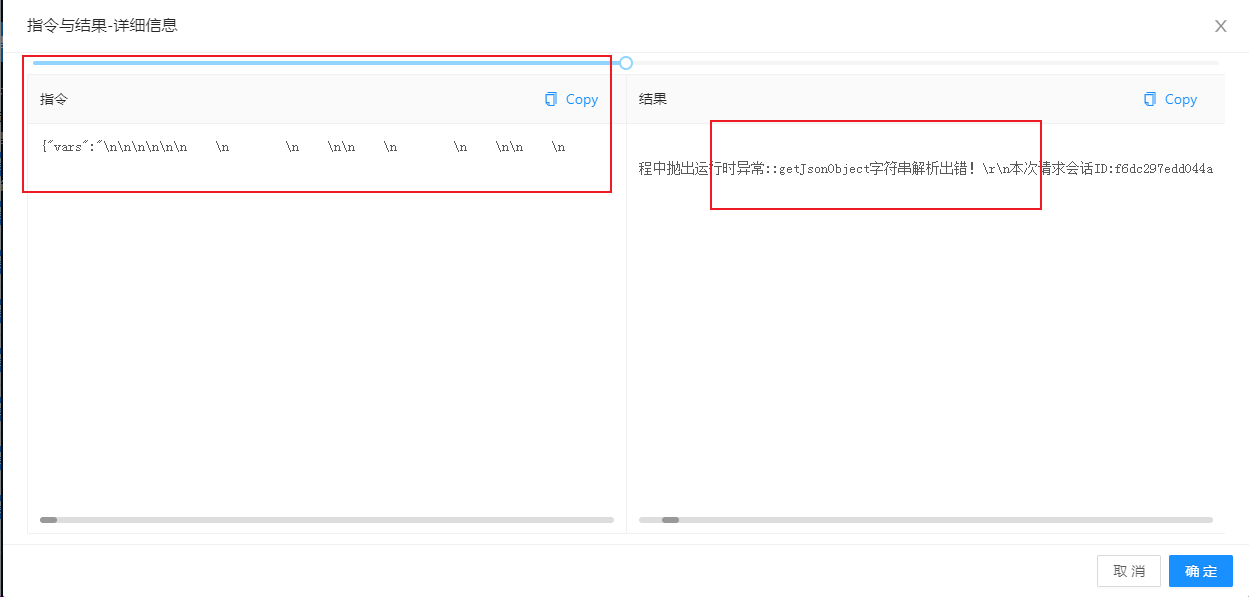 指令与结果-详细信息
指令
Copy
结果
Copy
{"vars":"\n\n\n\n\n\n    \n        \n    \n\n    \n        \n    \n\n    \n
程中抛出运行时异常::getJsonObject字符串解析出错！\r\n本次请求会话ID:f6dc297edd044a
取 消
确 定